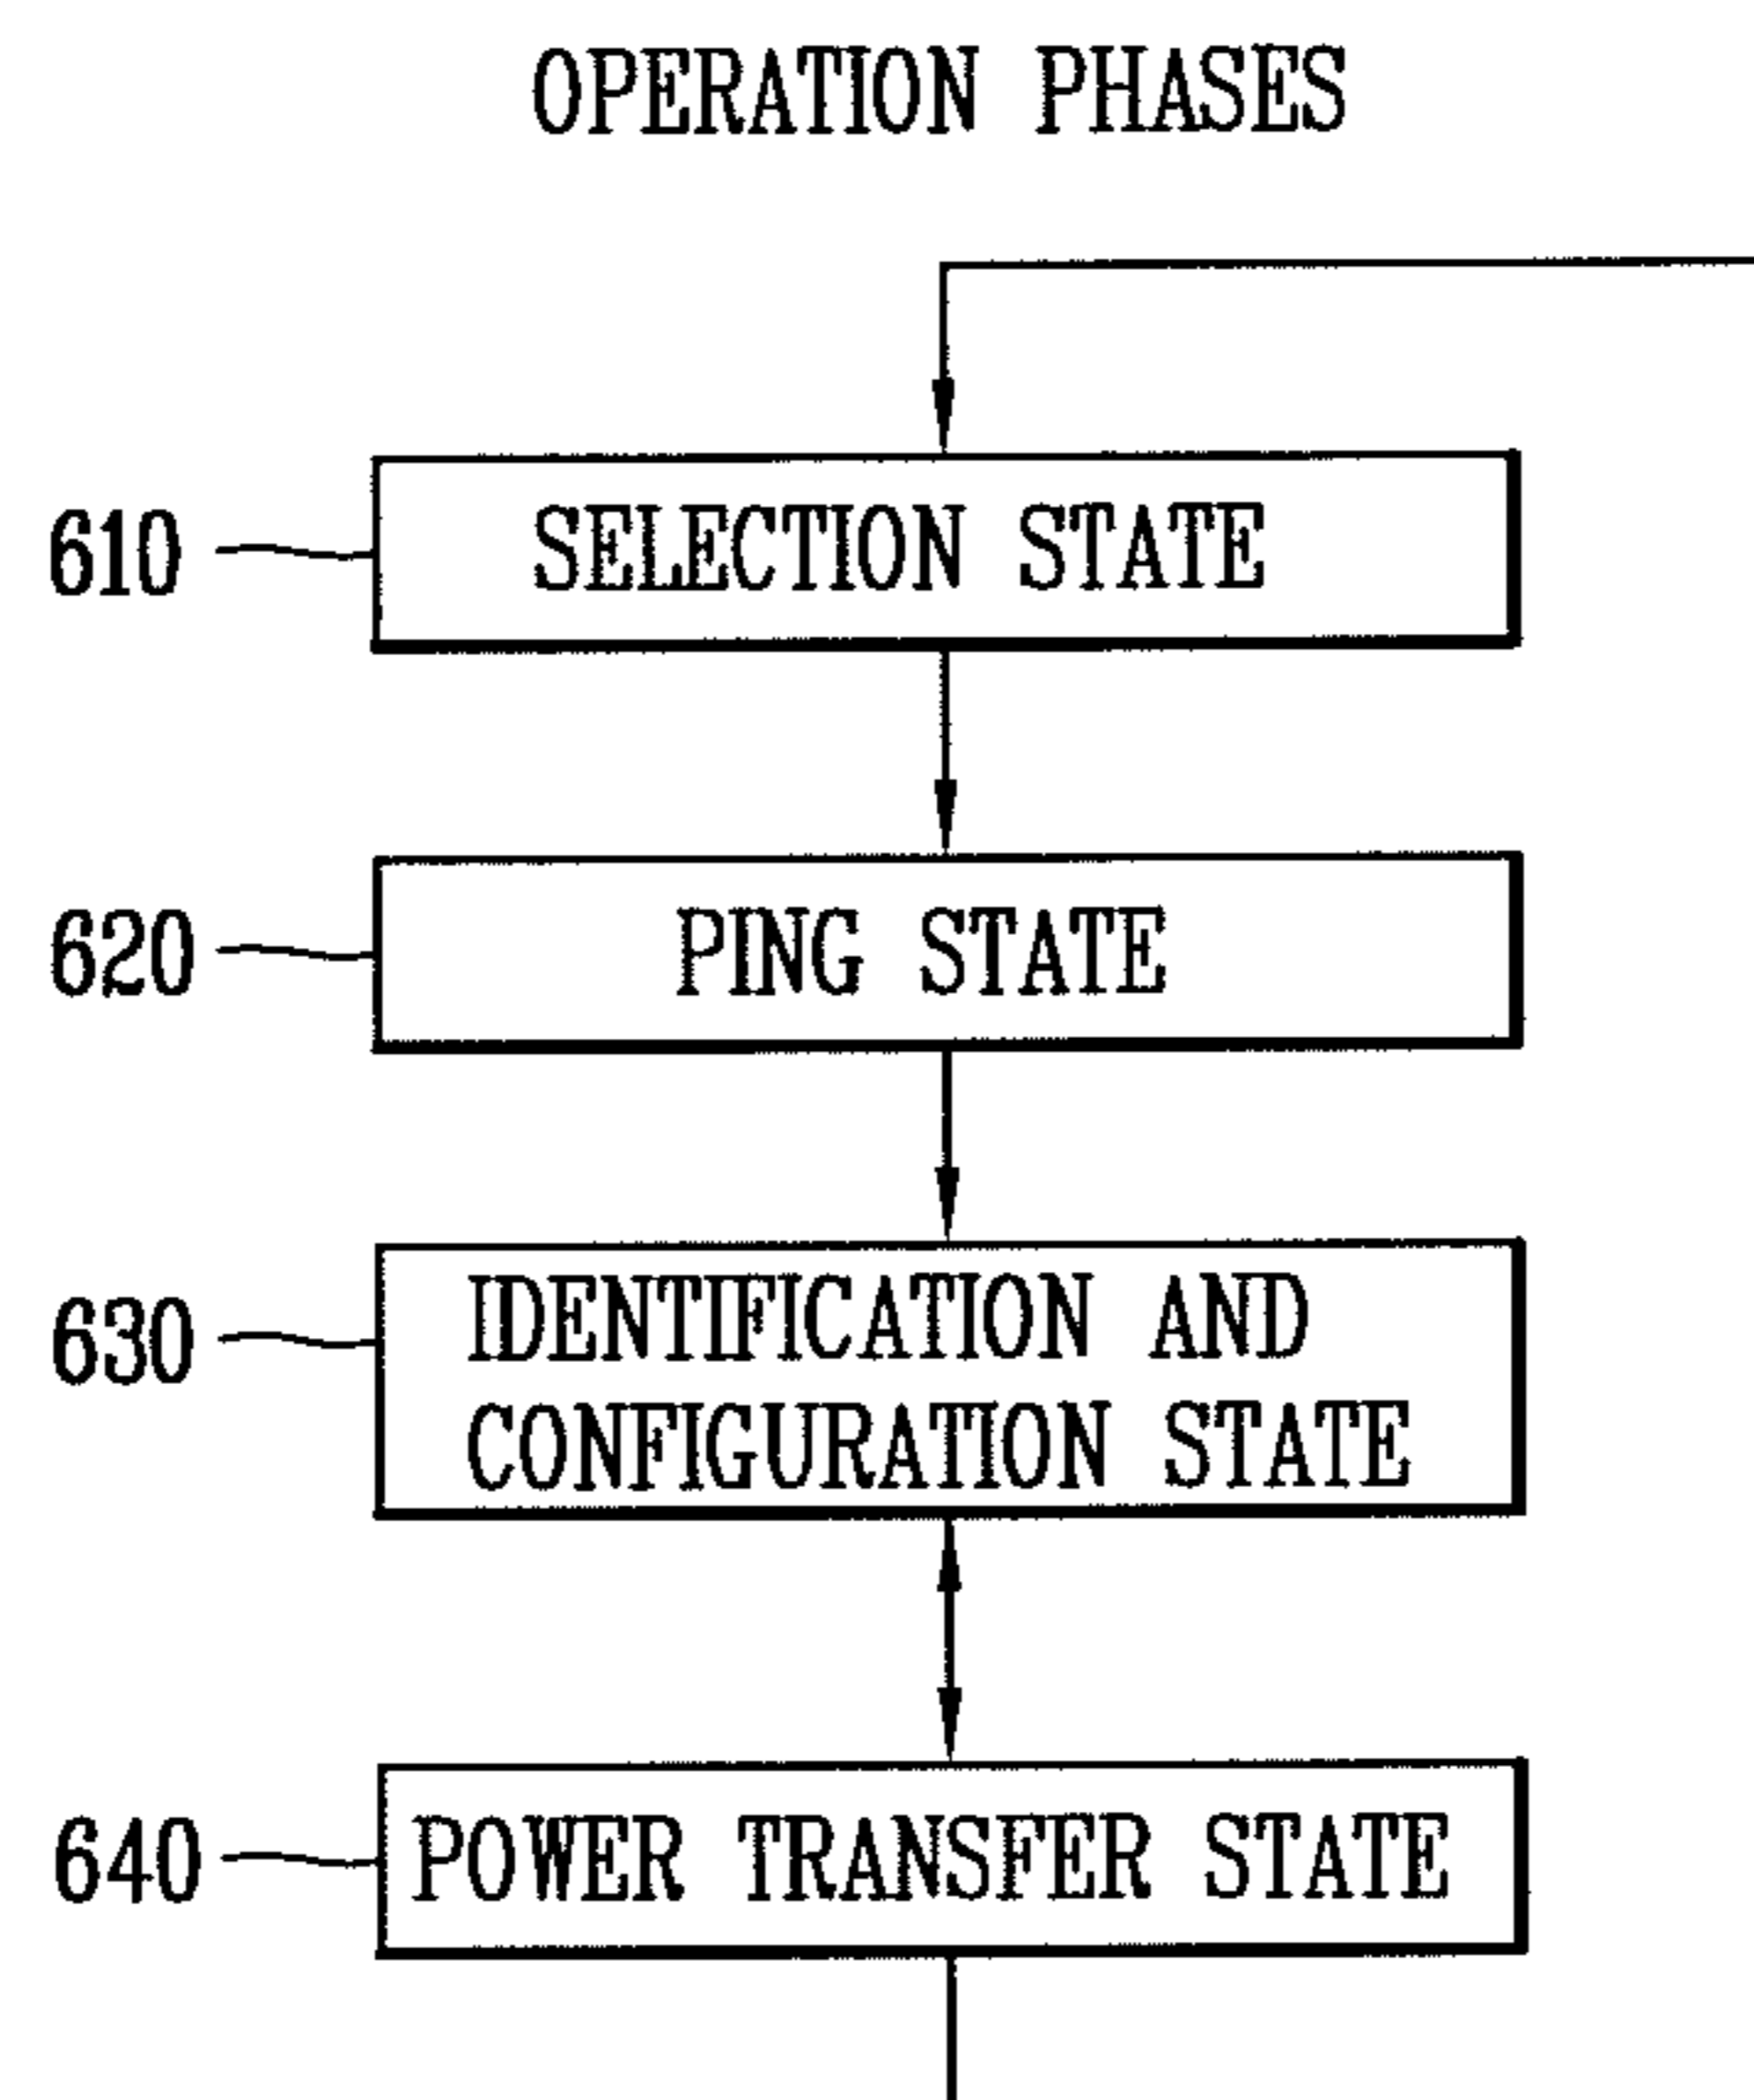 OPERATION PHASES
610
SELECTION STATE
620
PING STATE
630
IDENTIFICATION AND
CONFIGURATION STATE
640
POWER TRANSFER STATE